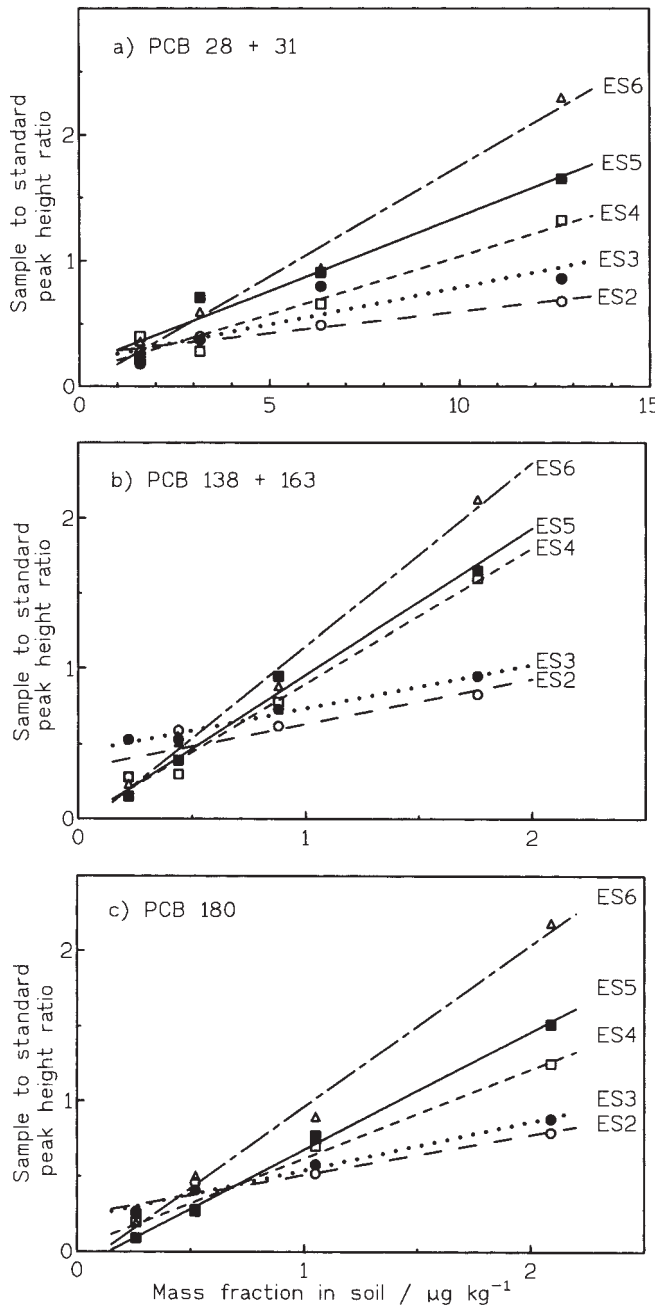 a) PCB 28 + 31
Sample to standard
peak height ratio
2
1
0
0
5
10
15
ES6
ES5
ES4
ES3
ES2
b) PCB 138 + 163
Sample to standard
peak height ratio
2
1
0
0
1
2
ES6
ES5
ES4
ES3
ES2
c) PCB 180
Sample to standard
peak height ratio
2
1
0
0
1
2
ES6
ES5
ES4
ES3
ES2
Mass fraction in soil / µg kg⁻¹